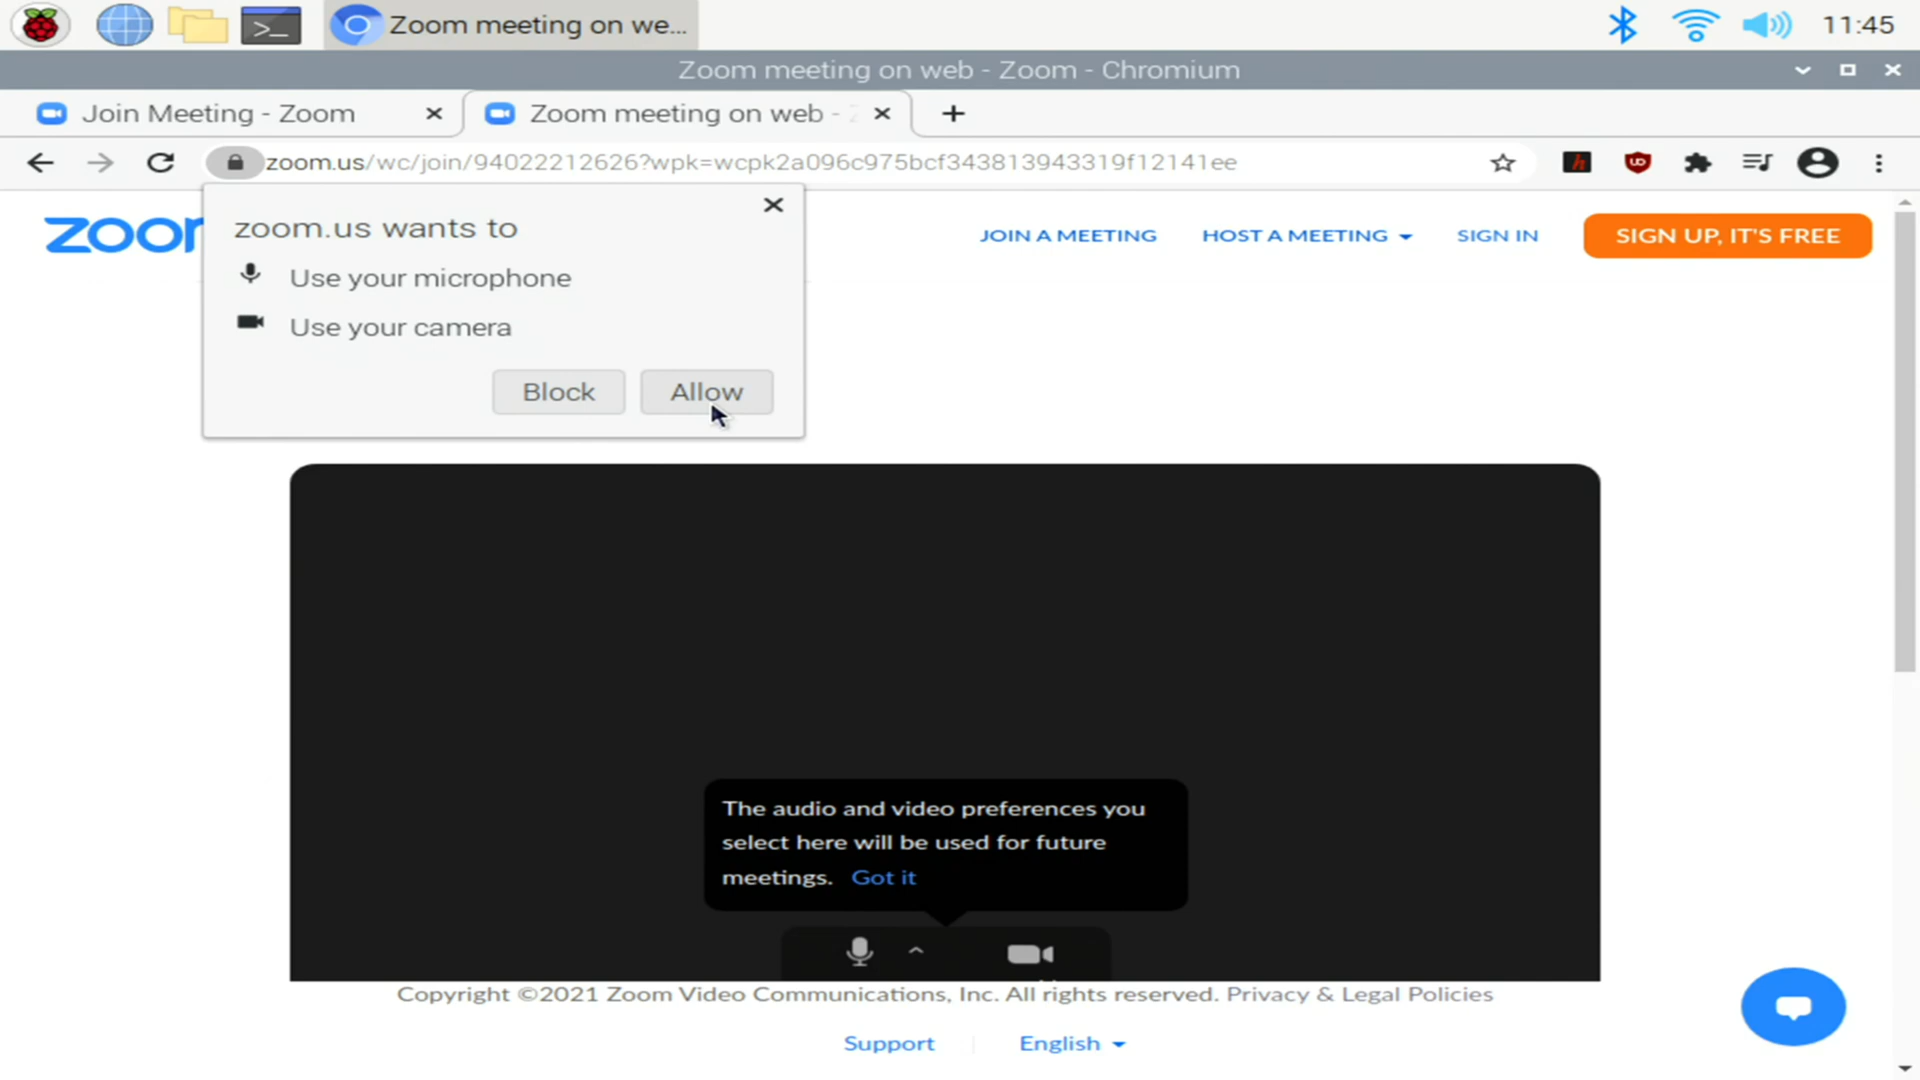 Zoom meeting on we...
11:45
Zoom meeting on web - Zoom - Chromium
Join Meeting - Zoom
Zoom meeting on web -
zoom.us/wc/join/94022212626?wpk=wcpk2a096c975bcf343813943319f12141ee
zoom.us wants to
Use your microphone
Use your camera
Block
Allow
JOIN A MEETING
HOST A MEETING
SIGN IN
SIGN UP, IT'S FREE
The audio and video preferences you
select here will be used for future
meetings. Got it
Copyright ©2021 Zoom Video Communications, Inc. All rights reserved. Privacy & Legal Policies
Support
English